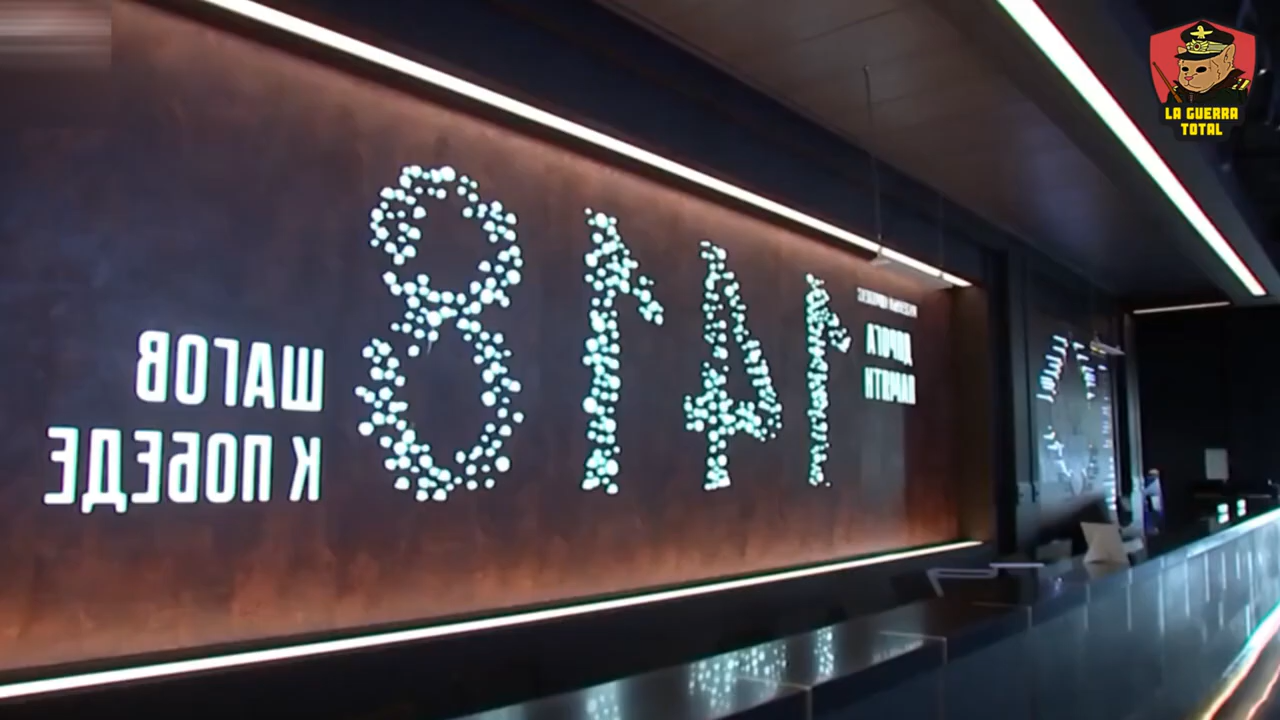 ДОРОГА
ПАМЯТИ
1418
ШАГОВ
К ПОБЕДЕ
LA GUERRA
TOTAL